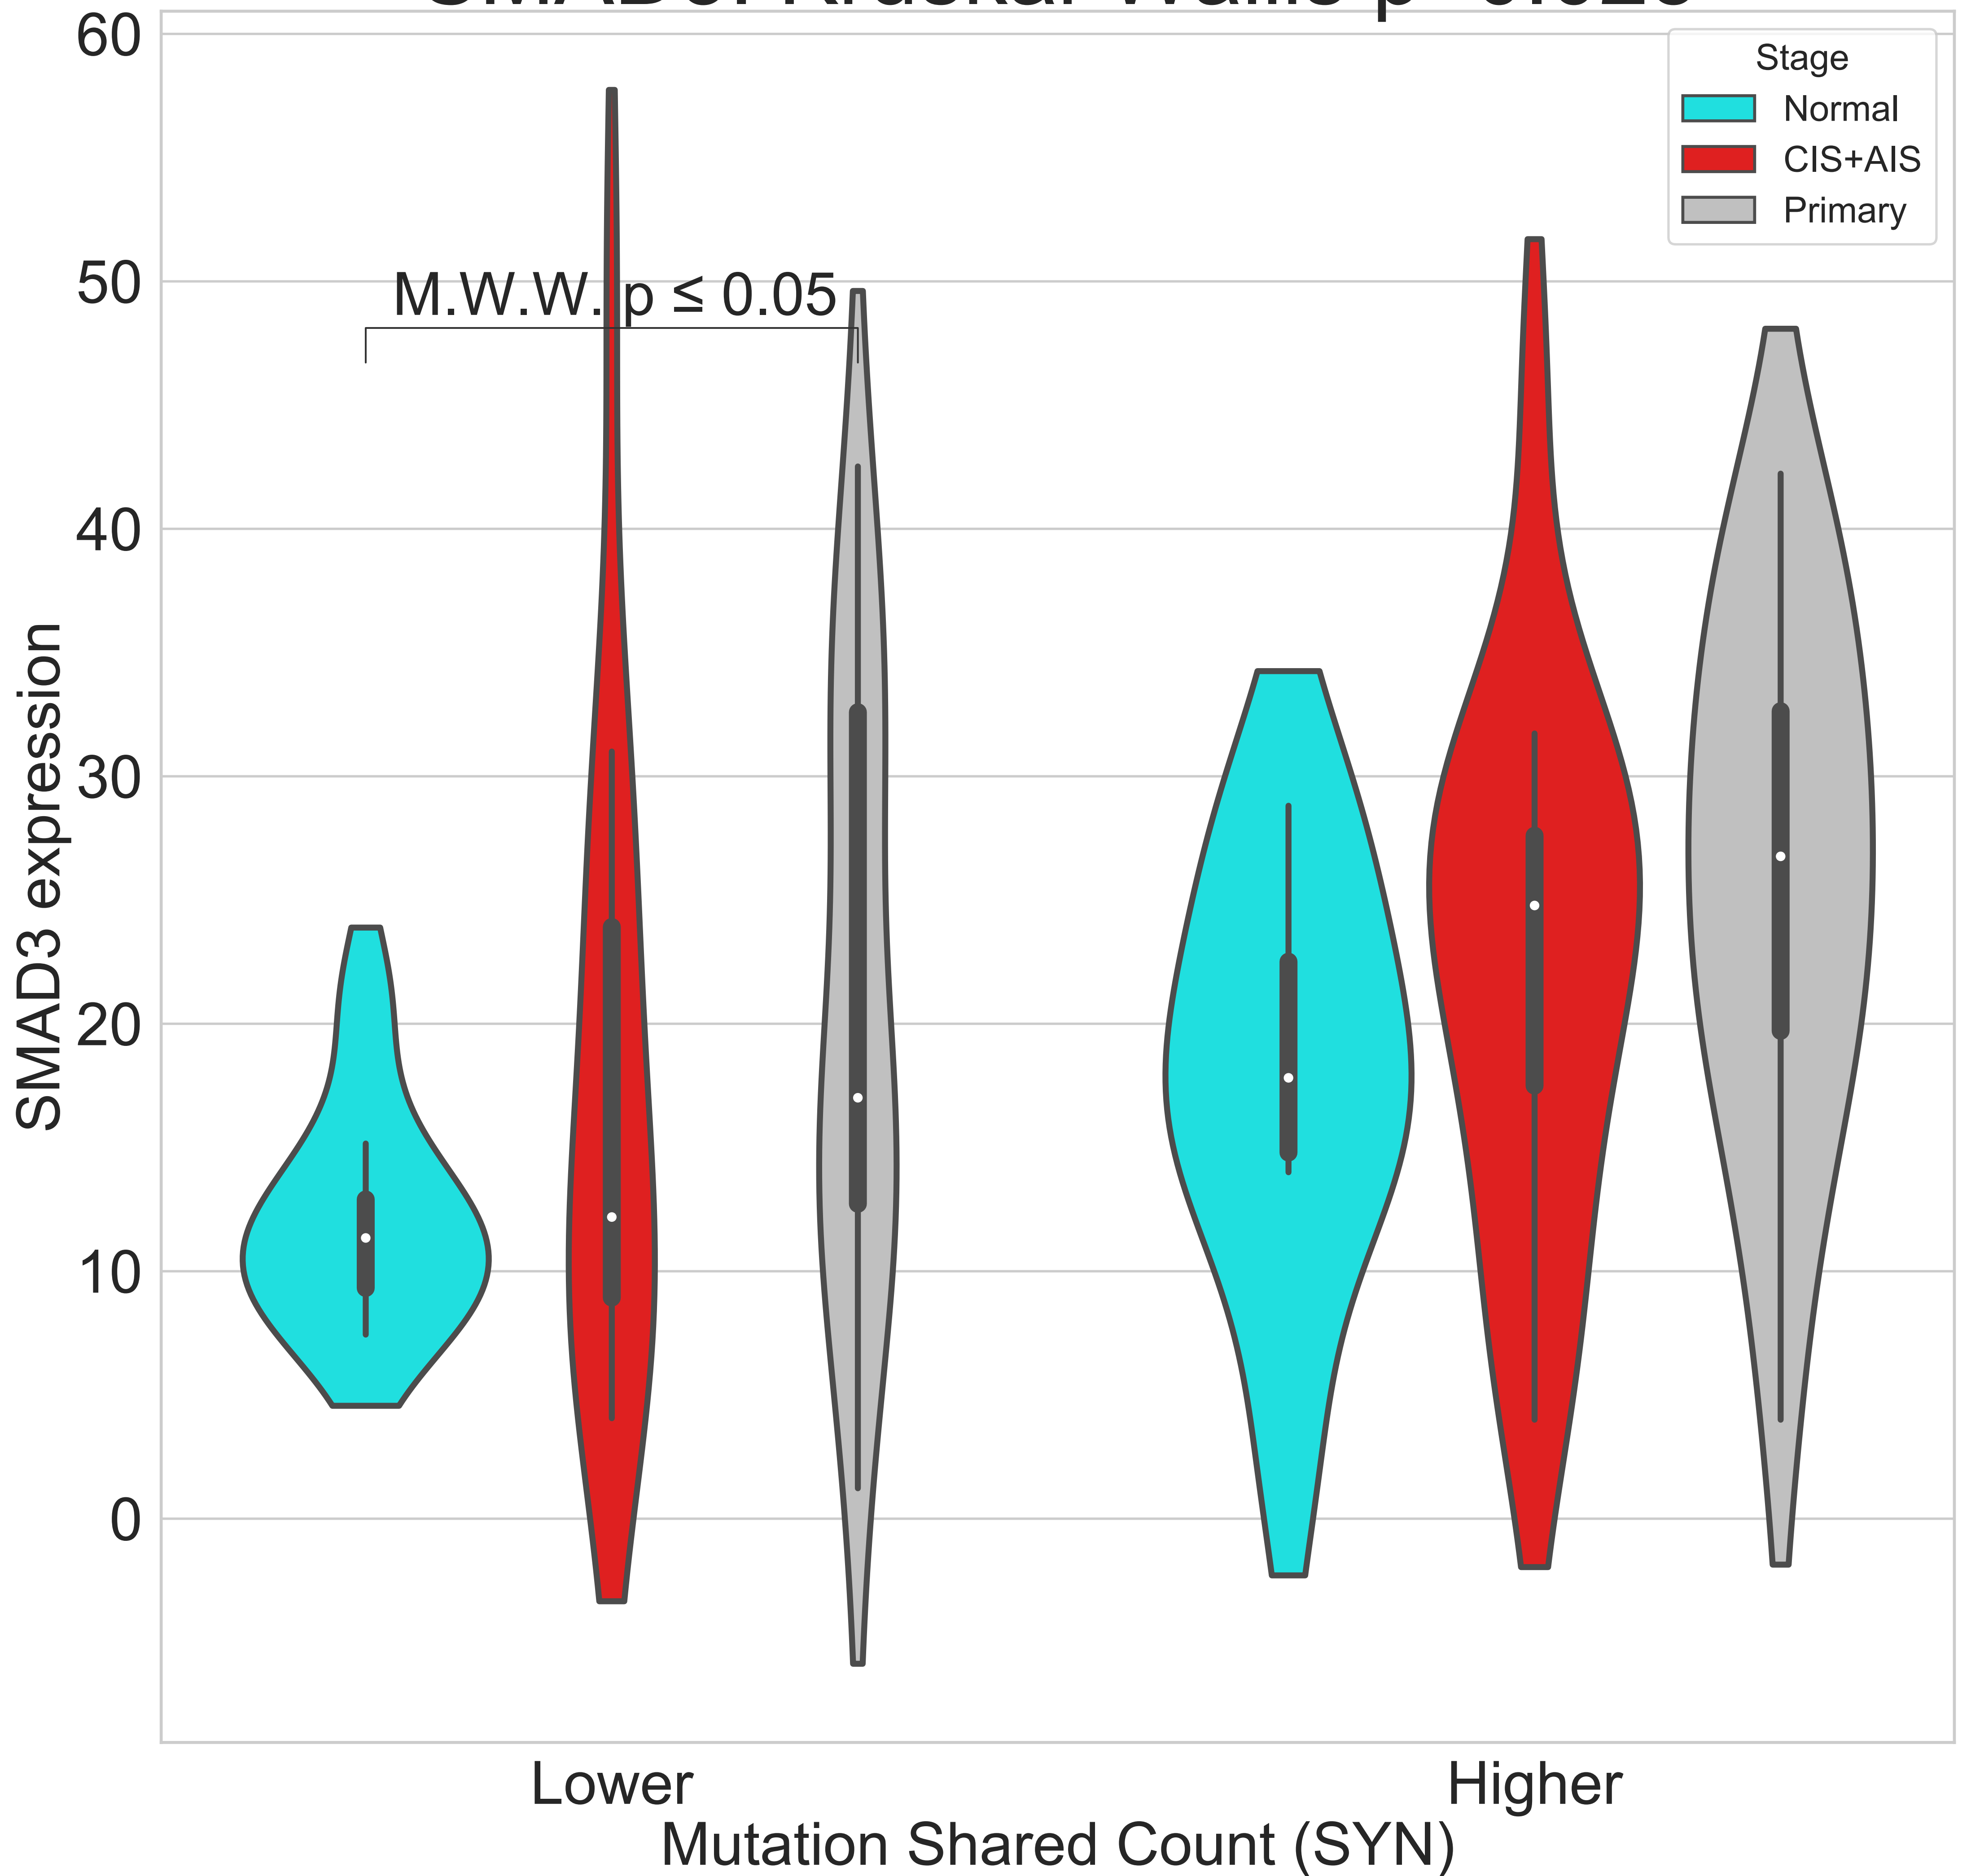 60
50
40
30
20
10
0
SMAD3 expression
M.W.W. p ≤ 0.05
Stage
Normal
CIS+AIS
Primary
Lower
Higher
Mutation Shared Count (SYN)